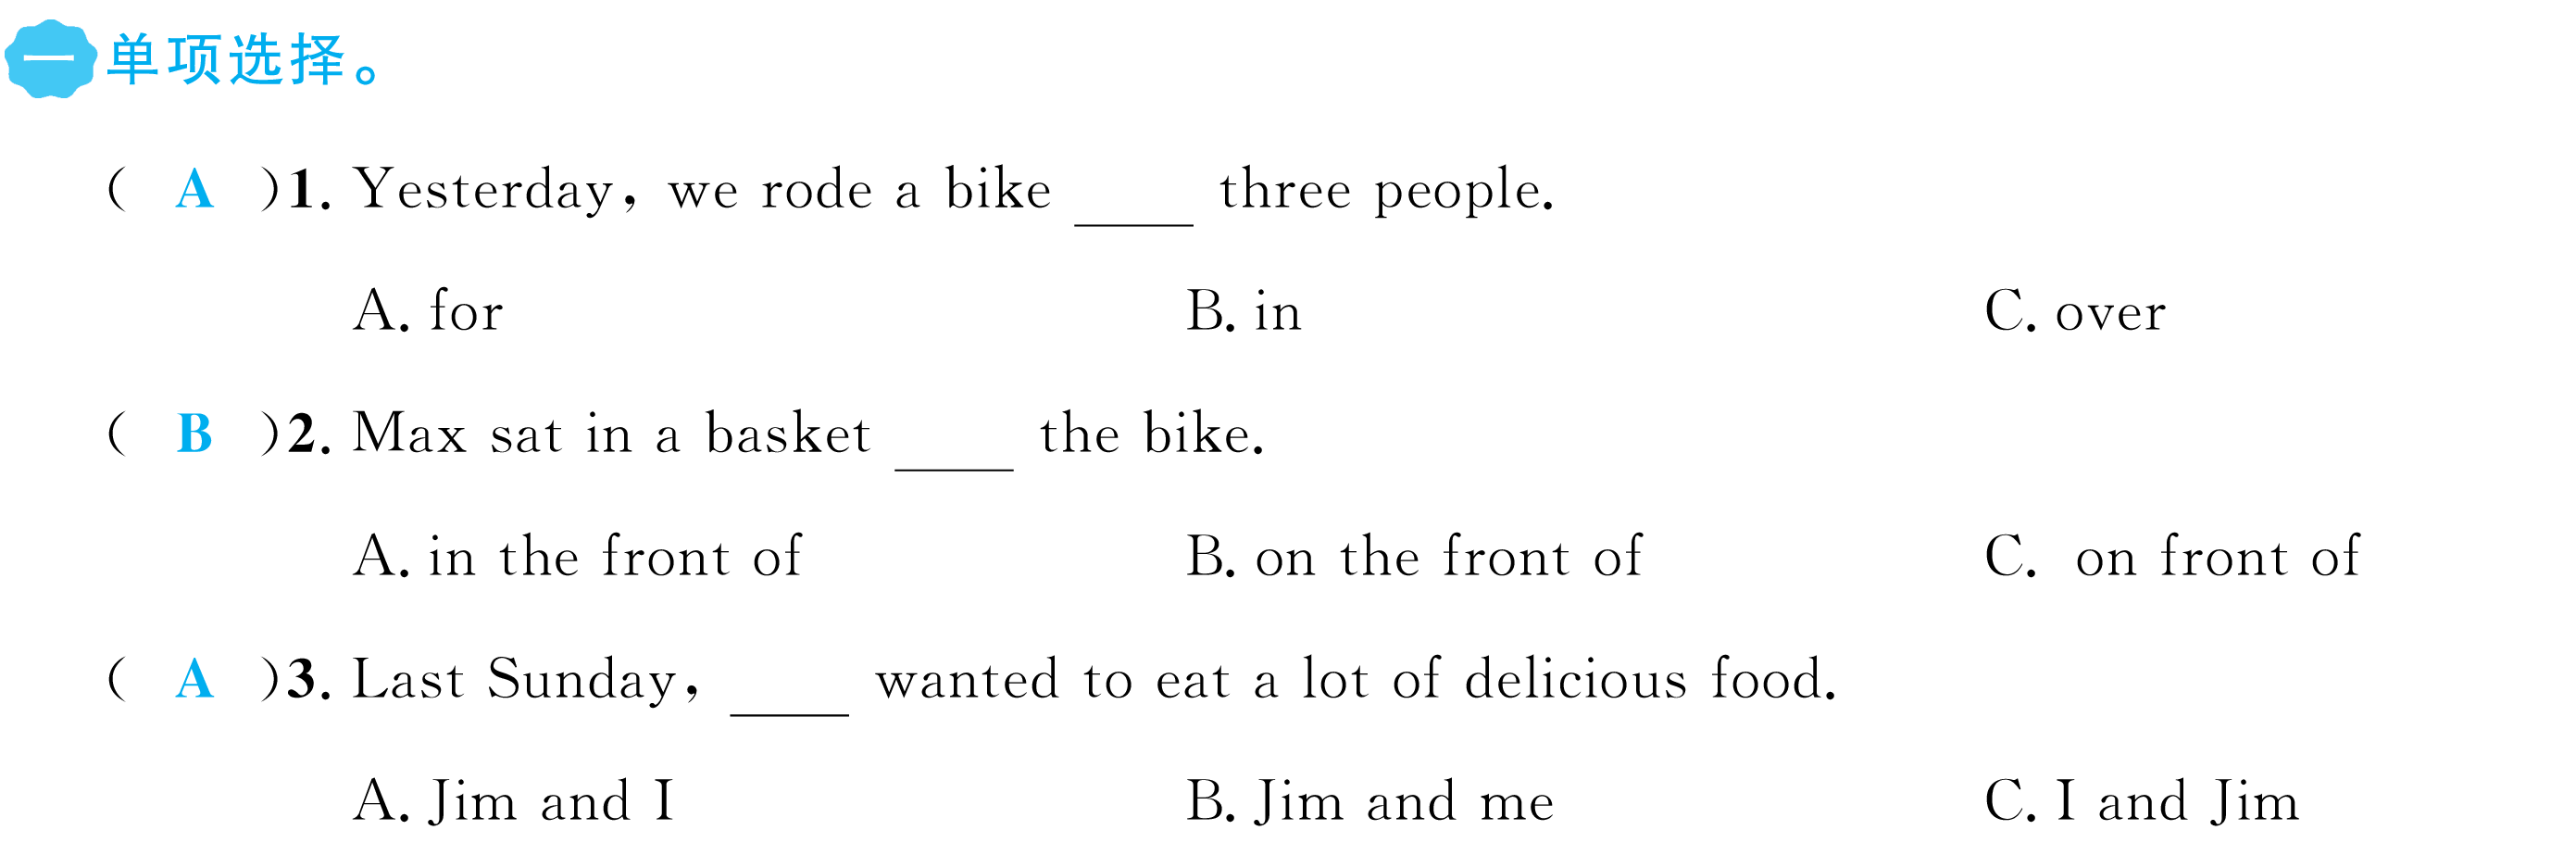 一 单项选择。
( A )1. Yesterday, we rode a bike ____ three people.
A. for B. in C. over
( B )2. Max sat in a basket ____ the bike.
A. in the front of B. on the front of C. on front of
( A )3. Last Sunday, ____ wanted to eat a lot of delicious food.
A. Jim and I B. Jim and me C. I and Jim